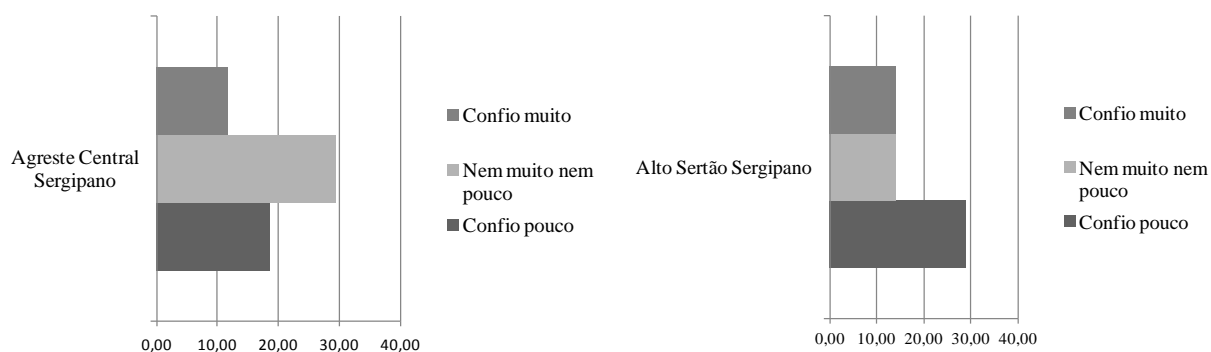 Agreste Central
Sergipano
Confio muito
Nem muito nem
pouco
Confio pouco
0,00 10,00 20,00 30,00 40,00
Alto Sertão Sergipano
Confio muito
Nem muito nem
pouco
Confio pouco
0,00 10,00 20,00 30,00 40,00